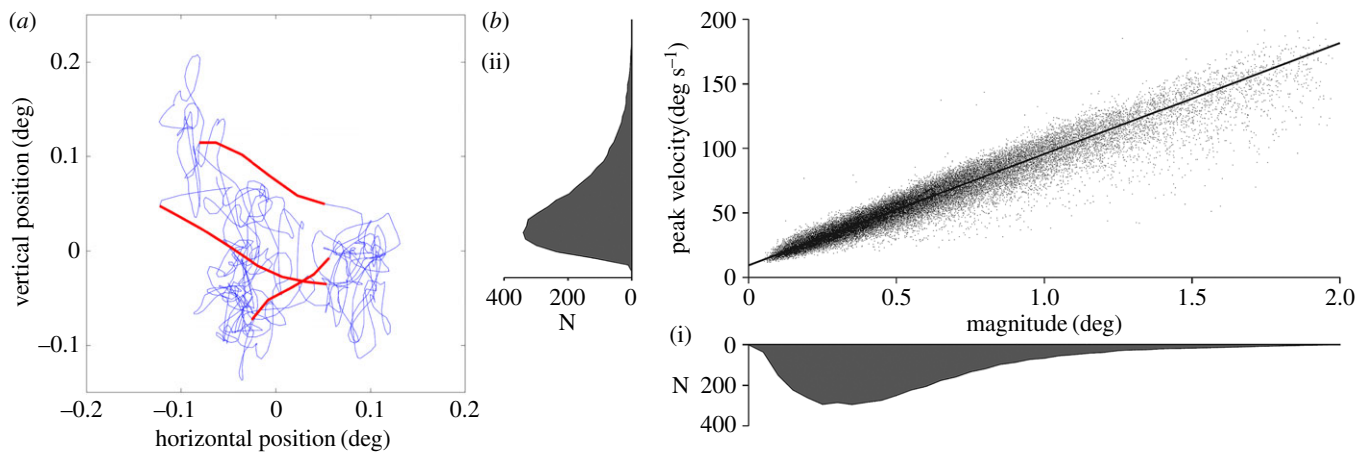 (a)
vertical position (deg)
0.2
0.1
0
–0.1
–0.2
–0.1
0
0.1
0.2
horizontal position (deg)
(b)
(ii)
400
200
0
N
peak velocity (deg s⁻¹)
200
150
100
50
0
0
0.5
1.0
1.5
2.0
magnitude (deg)
(i)
N
0
200
400